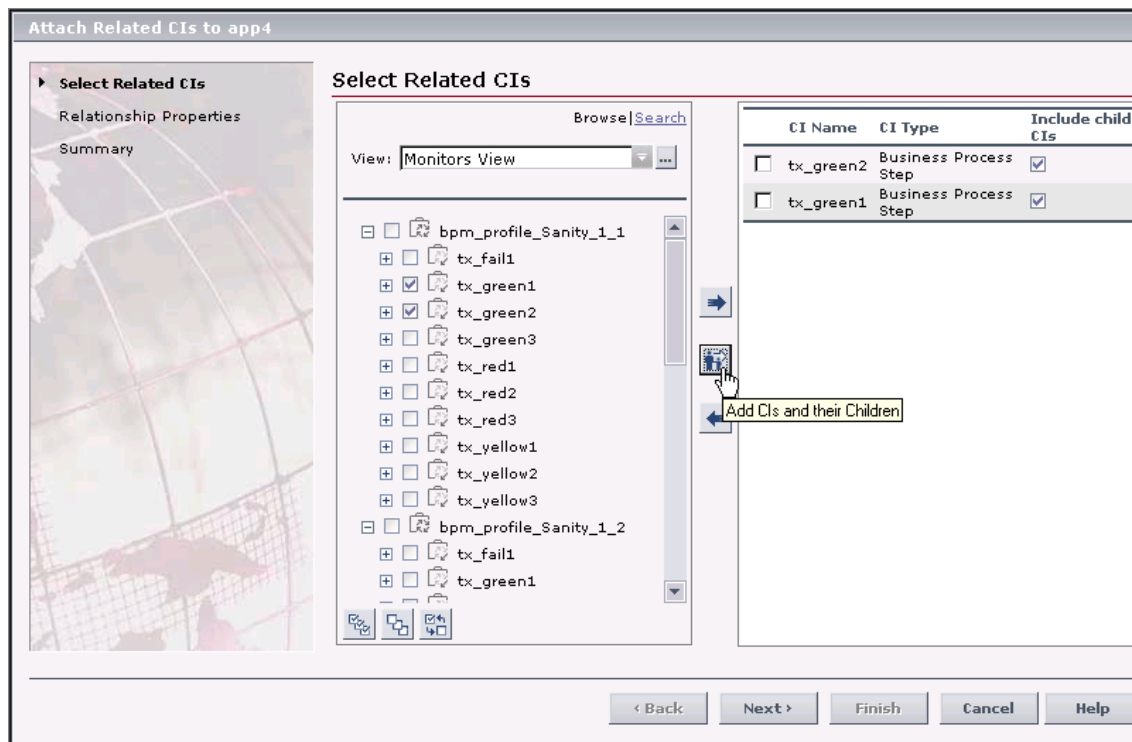 Attach Related CIs to app4
Select Related CIs
Relationship Properties
Summary
Select Related CIs
Browse|Search
View: Monitors View ...
bpm_profile_Sanity_1_1
tx_fail1
tx_green1
tx_green2
tx_green3
tx_red1
tx_red2
tx_red3
tx_yellow1
tx_yellow2
tx_yellow3
bpm_profile_Sanity_1_2
tx_fail1
tx_green1
Add CIs and their Children
CI Name CI Type Include child
CIs
tx_green2 Business Process
Step
tx_green1 Business Process
Step
‹ Back Next › Finish Cancel Help